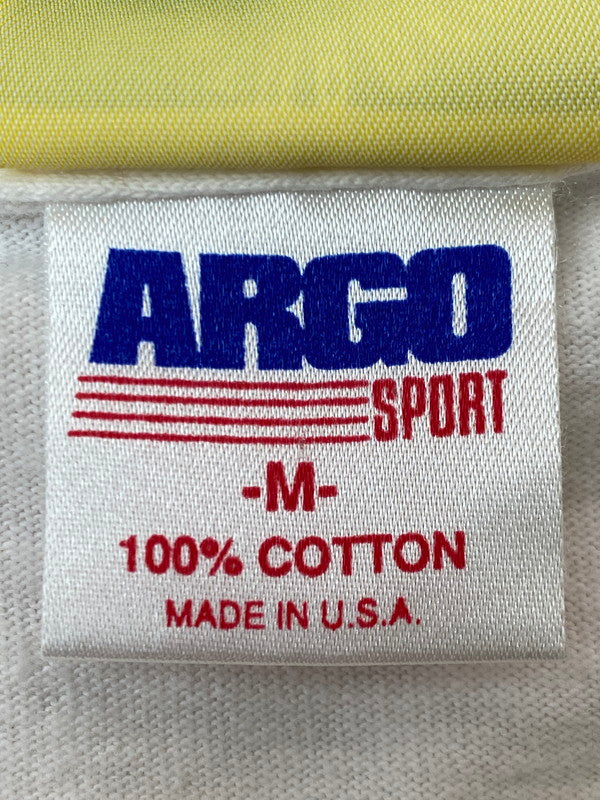 ARGO
SPORT
-M-
100% COTTON
MADE IN U.S.A.